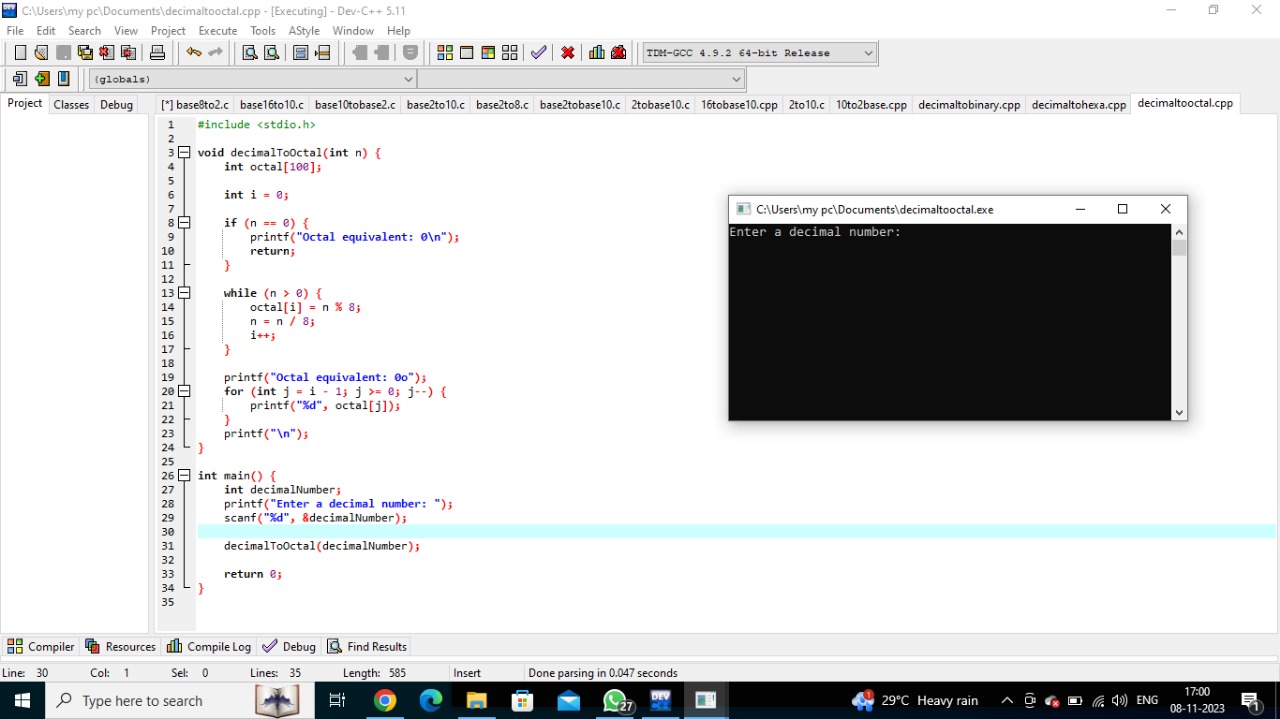 C:\Users\my pc\Documents\decimaltooctal.cpp - [Executing] - Dev-C++ 5.11
File Edit Search View Project Execute Tools AStyle Window Help
TDM-GCC 4.9.2 64-bit Release
(globals)
Project Classes Debug [*] base8to2.c base16to10.c base10tobase2.c base2to10.c base2to8.c base2tobase10.c 2tobase10.c 16tobase10.cpp 2to10.c 10to2base.cpp decimaltobinary.cpp decimaltohexa.cpp decimaltooctal.cpp
1 #include <stdio.h>
2
3 void decimalToOctal(int n) {
4 int octal[100];
5
6 int i = 0;
7
8 if (n == 0) {
9 printf("Octal equivalent: 0\n");
10 return;
11 }
12
13 while (n > 0) {
14 octal[i] = n % 8;
15 n = n / 8;
16 i++;
17 }
18
19 printf("Octal equivalent: 0o");
20 for (int j = i - 1; j >= 0; j--) {
21 printf("%d", octal[j]);
22 }
23 printf("\n");
24 }
25
26 int main() {
27 int decimalNumber;
28 printf("Enter a decimal number: ");
29 scanf("%d", &decimalNumber);
30
31 decimalToOctal(decimalNumber);
32
33 return 0;
34 }
35
C:\Users\my pc\Documents\decimaltooctal.exe
Enter a decimal number:
Compiler Resources Compile Log Debug Find Results
Line: 30 Col: 1 Sel: 0 Lines: 35 Length: 585 Insert Done parsing in 0.047 seconds
Type here to search
27
DEV
1
29°C Heavy rain
ENG
17:00
08-11-2023
1